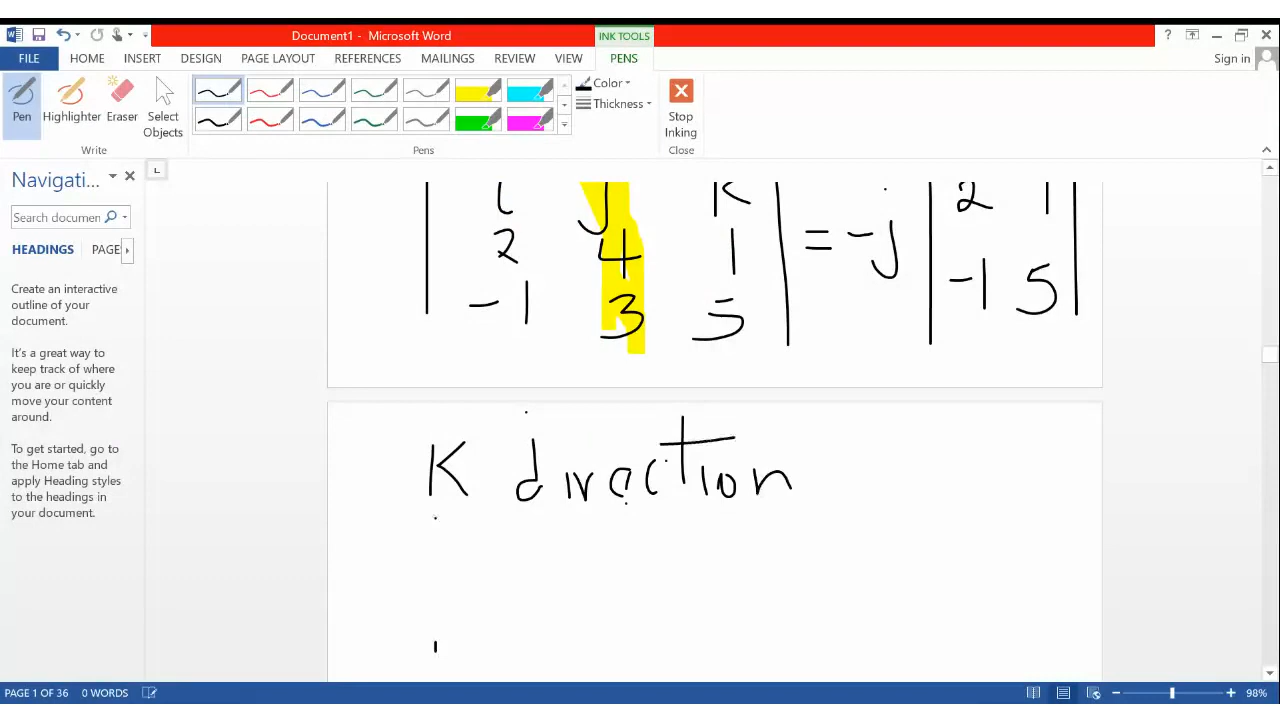 Document1 - Microsoft Word
INK TOOLS
?
FILE
HOME
INSERT
DESIGN
PAGE LAYOUT
REFERENCES
MAILINGS
REVIEW
VIEW
PENS
Sign in
Pen
Highlighter
Eraser
Select
Objects
Color
Thickness
Stop
Inking
Write
Pens
Close
Navigati...
Search documen
HEADINGS
PAGE
Create an interactive
outline of your
document.
It's a great way to
keep track of where
you are or quickly
move your content
around.
To get started, go to
the Home tab and
apply Heading styles
to the headings in
your document.
i j K
2 4 1 = -j
-1 3 5
2 1
-1 5
K direction
PAGE 1 OF 36
0 WORDS
98%